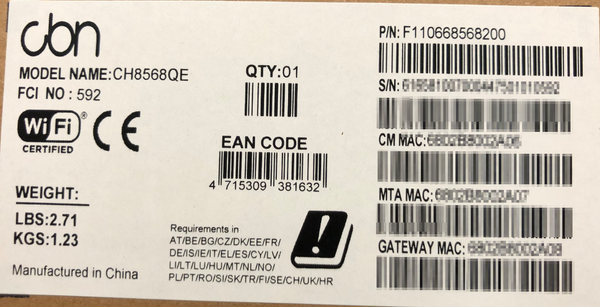 cbn
MODEL NAME:CH8568QE
FCI NO : 592
Wi Fi
CERTIFIED
CE
WEIGHT:
LBS:2.71
KGS:1.23
Manufactured in China
QTY:01
EAN CODE
4 715309 381632
Requirements in
AT/BE/BG/CZ/DK/EE/FR/
DE/IS/IE/IT/EL/ES/CY/LV/
LI/LT/LU/HU/MT/NL/NO/
PL/PT/RO/SI/SK/TR/FI/SE/CH/UK/HR
P/N: F110668568200
S/N:
CM MAC:
MTA MAC:
GATEWAY MAC: